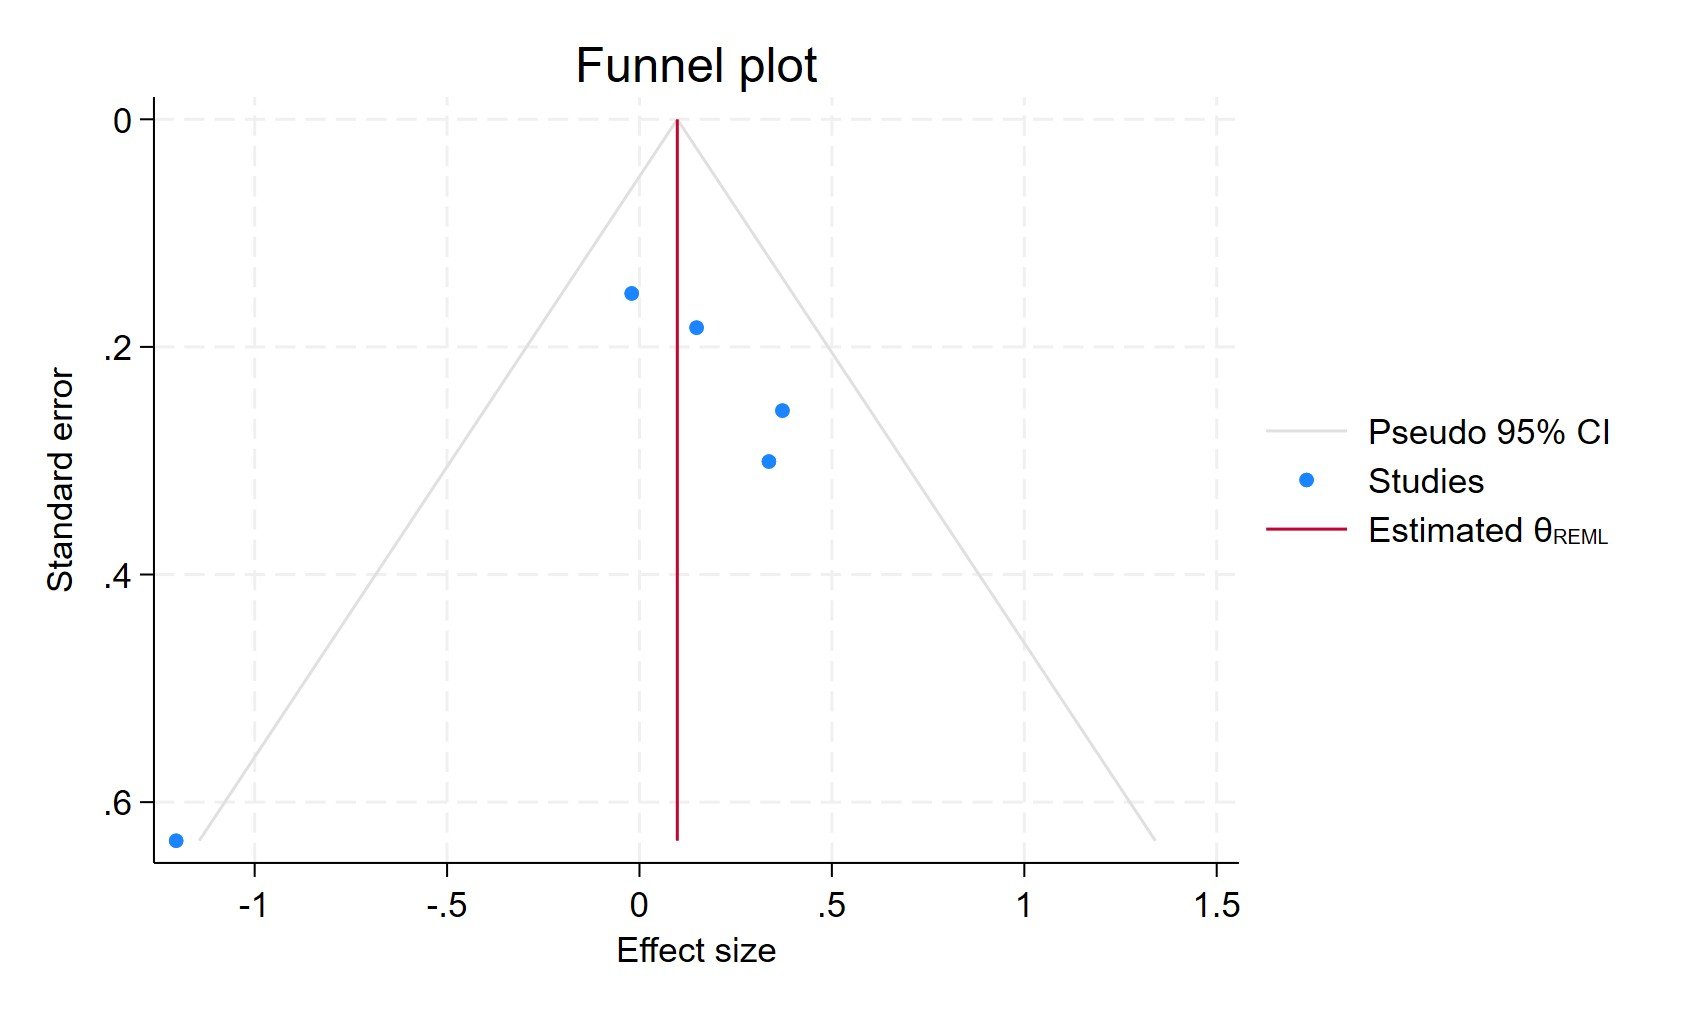 Funnel plot
0
.2
.4
.6
Standard error
-1
-.5
0
.5
1
1.5
Effect size
Pseudo 95% CI
Studies
Estimated θREML